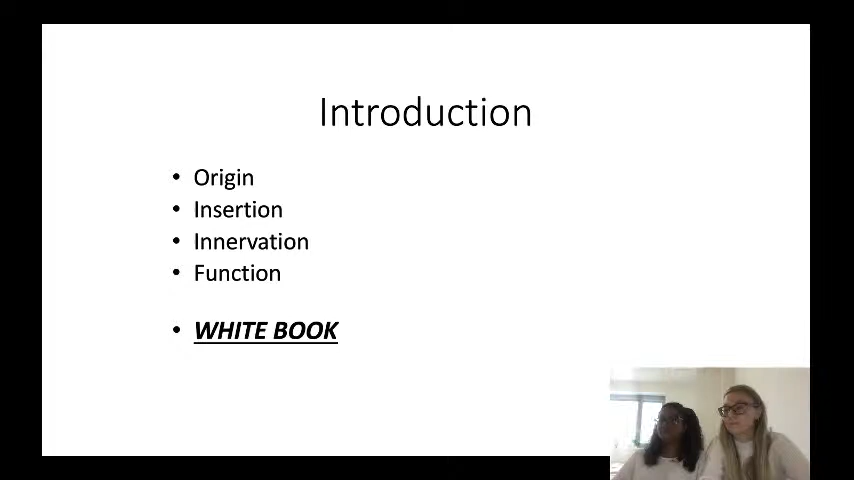 Introduction
• Origin
• Insertion
• Innervation
• Function
• WHITE BOOK